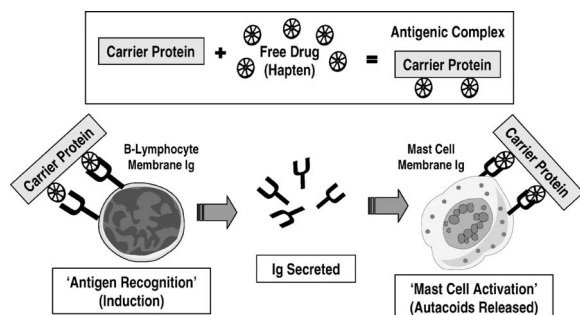 Carrier Protein
+
Free Drug
(Hapten)
=
Antigenic Complex
Carrier Protein
Carrier Protein
B-Lymphocyte
Membrane Ig
Ig Secreted
Mast Cell
Membrane Ig
Carrier Protein
'Antigen Recognition'
(Induction)
'Mast Cell Activation'
(Autacoids Released)